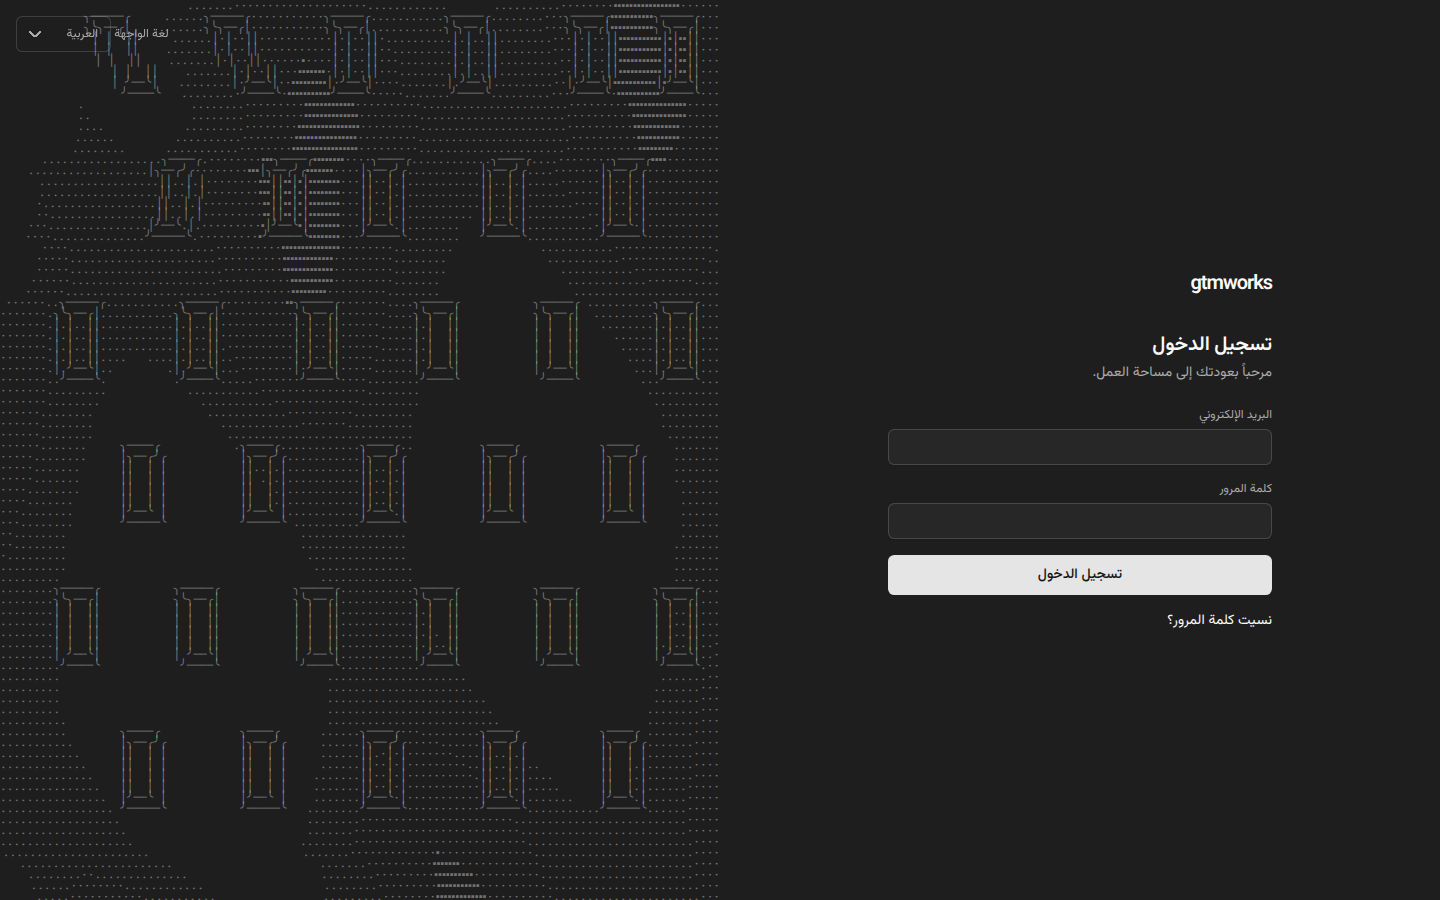 لغة الواجهة العربية
gtmworks
تسجيل الدخول
مرحباً بعودتك إلى مساحة العمل.
البريد الإلكتروني
كلمة المرور
تسجيل الدخول
نسيت كلمة المرور؟